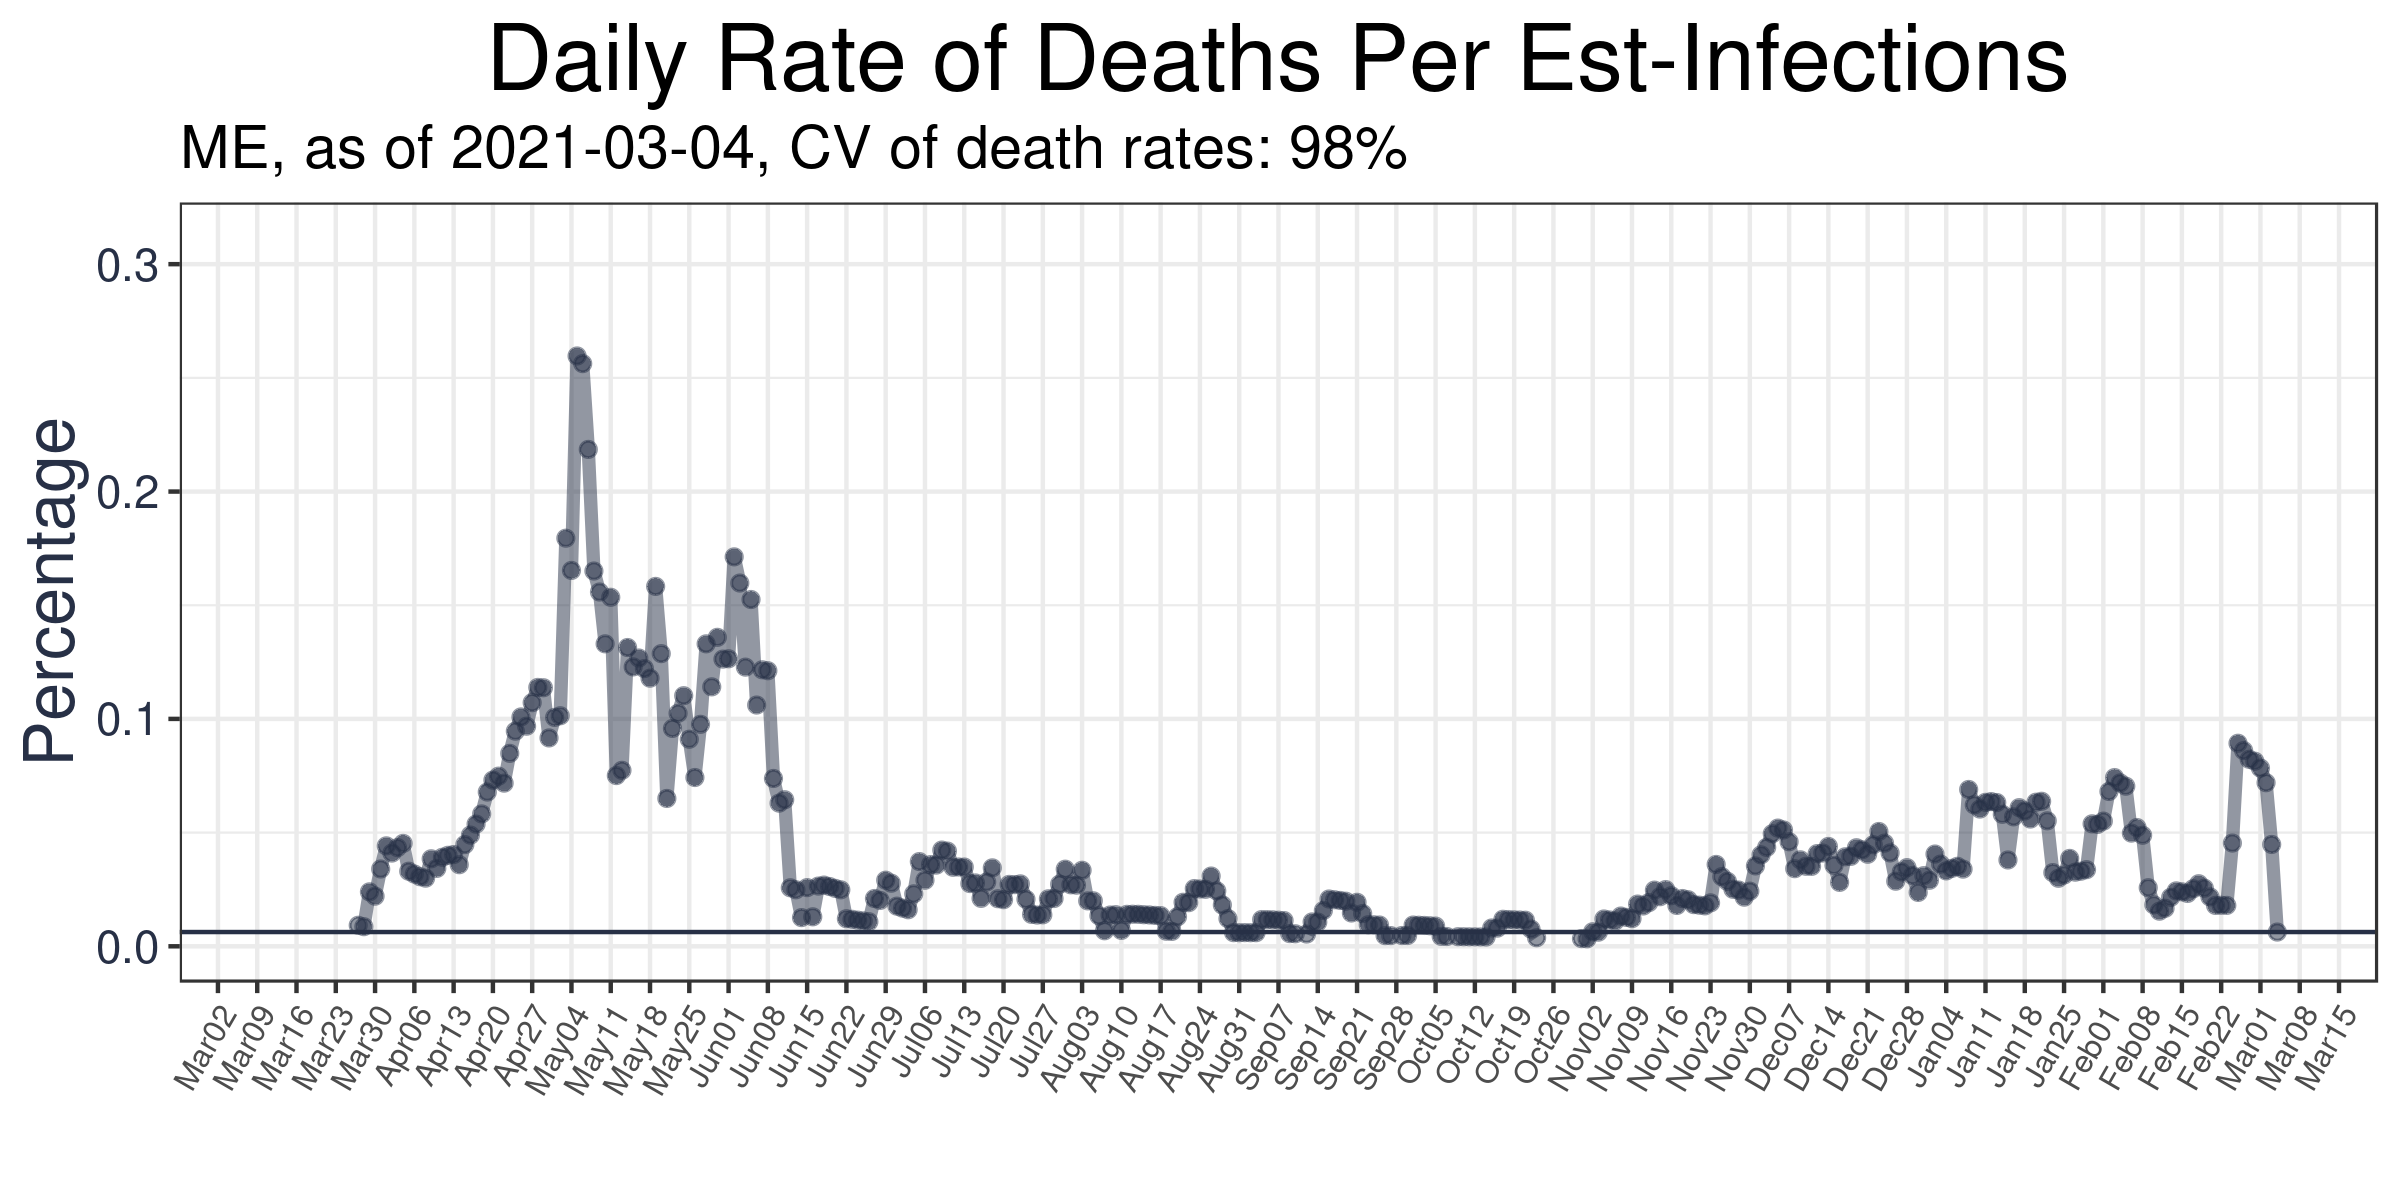 Daily Rate of Deaths Per Est-Infections
ME, as of 2021-03-04, CV of death rates: 98%
Percentage
0.3
0.2
0.1
0.0
Mar02 Mar09 Mar16 Mar23 Mar30 Apr06 Apr13 Apr20 Apr27 May04 May11 May18 May25 Jun01 Jun08 Jun15 Jun22 Jun29 Jul06 Jul13 Jul20 Jul27 Aug03 Aug10 Aug17 Aug24 Aug31 Sep07 Sep14 Sep21 Sep28 Oct05 Oct12 Oct19 Oct26 Nov02 Nov09 Nov16 Nov23 Nov30 Dec07 Dec14 Dec21 Dec28 Jan04 Jan11 Jan18 Jan25 Feb01 Feb08 Feb15 Feb22 Mar01 Mar08 Mar15